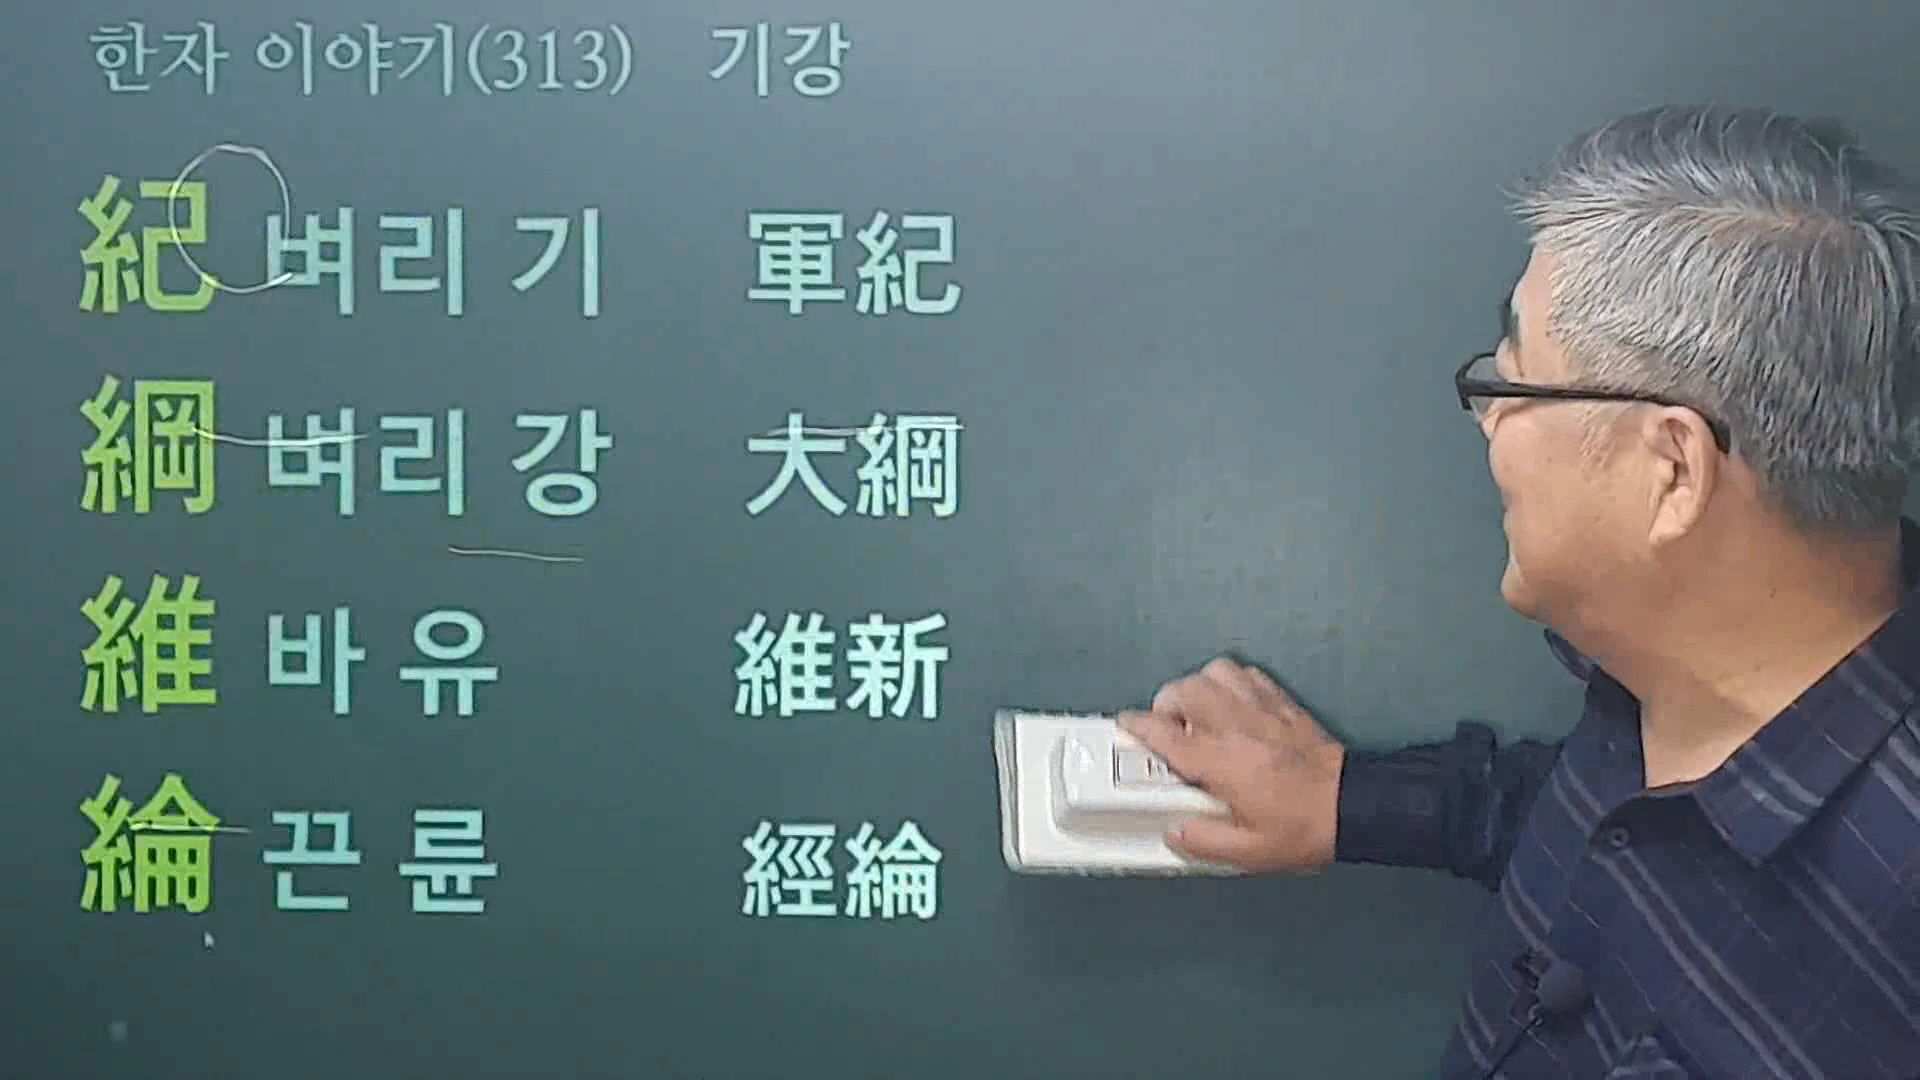 한자 이야기(313) 기강
紀 벼리 기 軍紀
綱 벼리 강 大綱
維 바 유 維新
綸 끈 륜 經綸